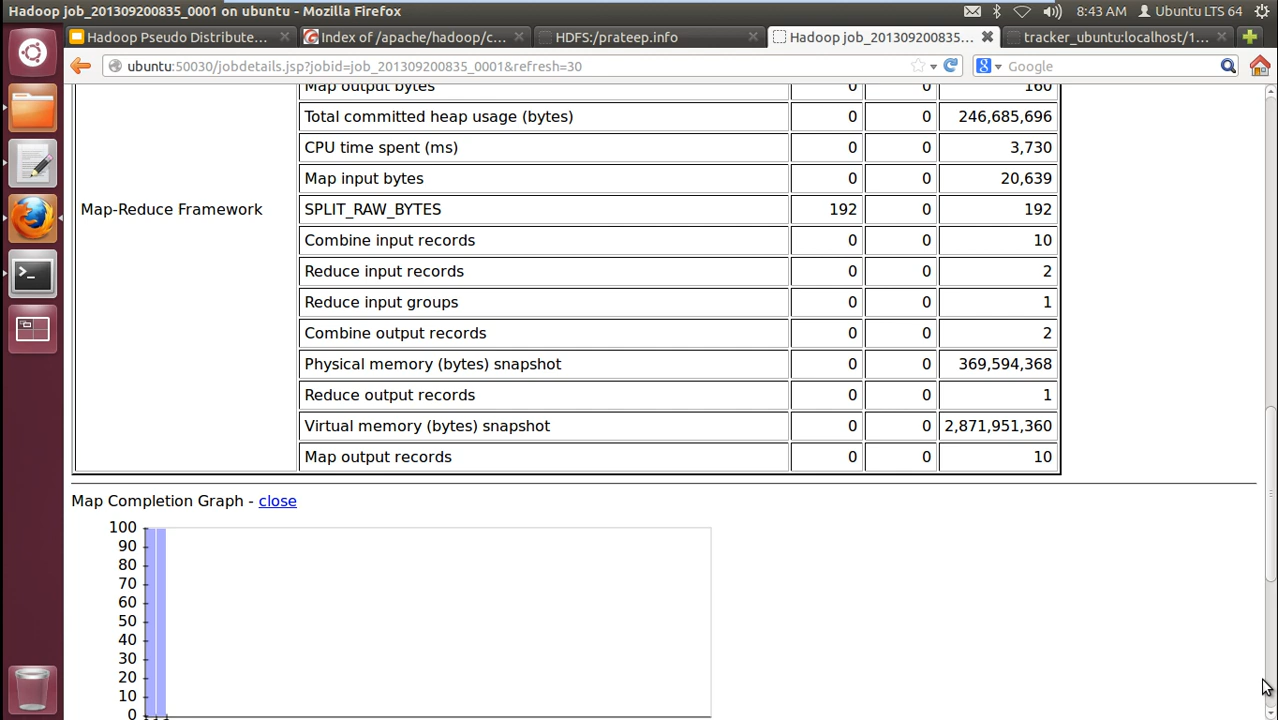 Hadoop job_201309200835_0001 on ubuntu - Mozilla Firefox 8:43 AM Ubuntu LTS 64
Hadoop Pseudo Distribute... Index of /apache/hadoop/c... HDFS:/prateep.info Hadoop job_201309200835... tracker_ubuntu:localhost/1...
ubuntu:50030/jobdetails.jsp?jobid=job_201309200835_0001&refresh=30 Google
Map output bytes 0 0 160
Total committed heap usage (bytes) 0 0 246,685,696
CPU time spent (ms) 0 0 3,730
Map input bytes 0 0 20,639
Map-Reduce Framework SPLIT_RAW_BYTES 192 0 192
Combine input records 0 0 10
Reduce input records 0 0 2
Reduce input groups 0 0 1
Combine output records 0 0 2
Physical memory (bytes) snapshot 0 0 369,594,368
Reduce output records 0 0 1
Virtual memory (bytes) snapshot 0 0 2,871,951,360
Map output records 0 0 10
Map Completion Graph - close
100
90
80
70
60
50
40
30
20
10
0